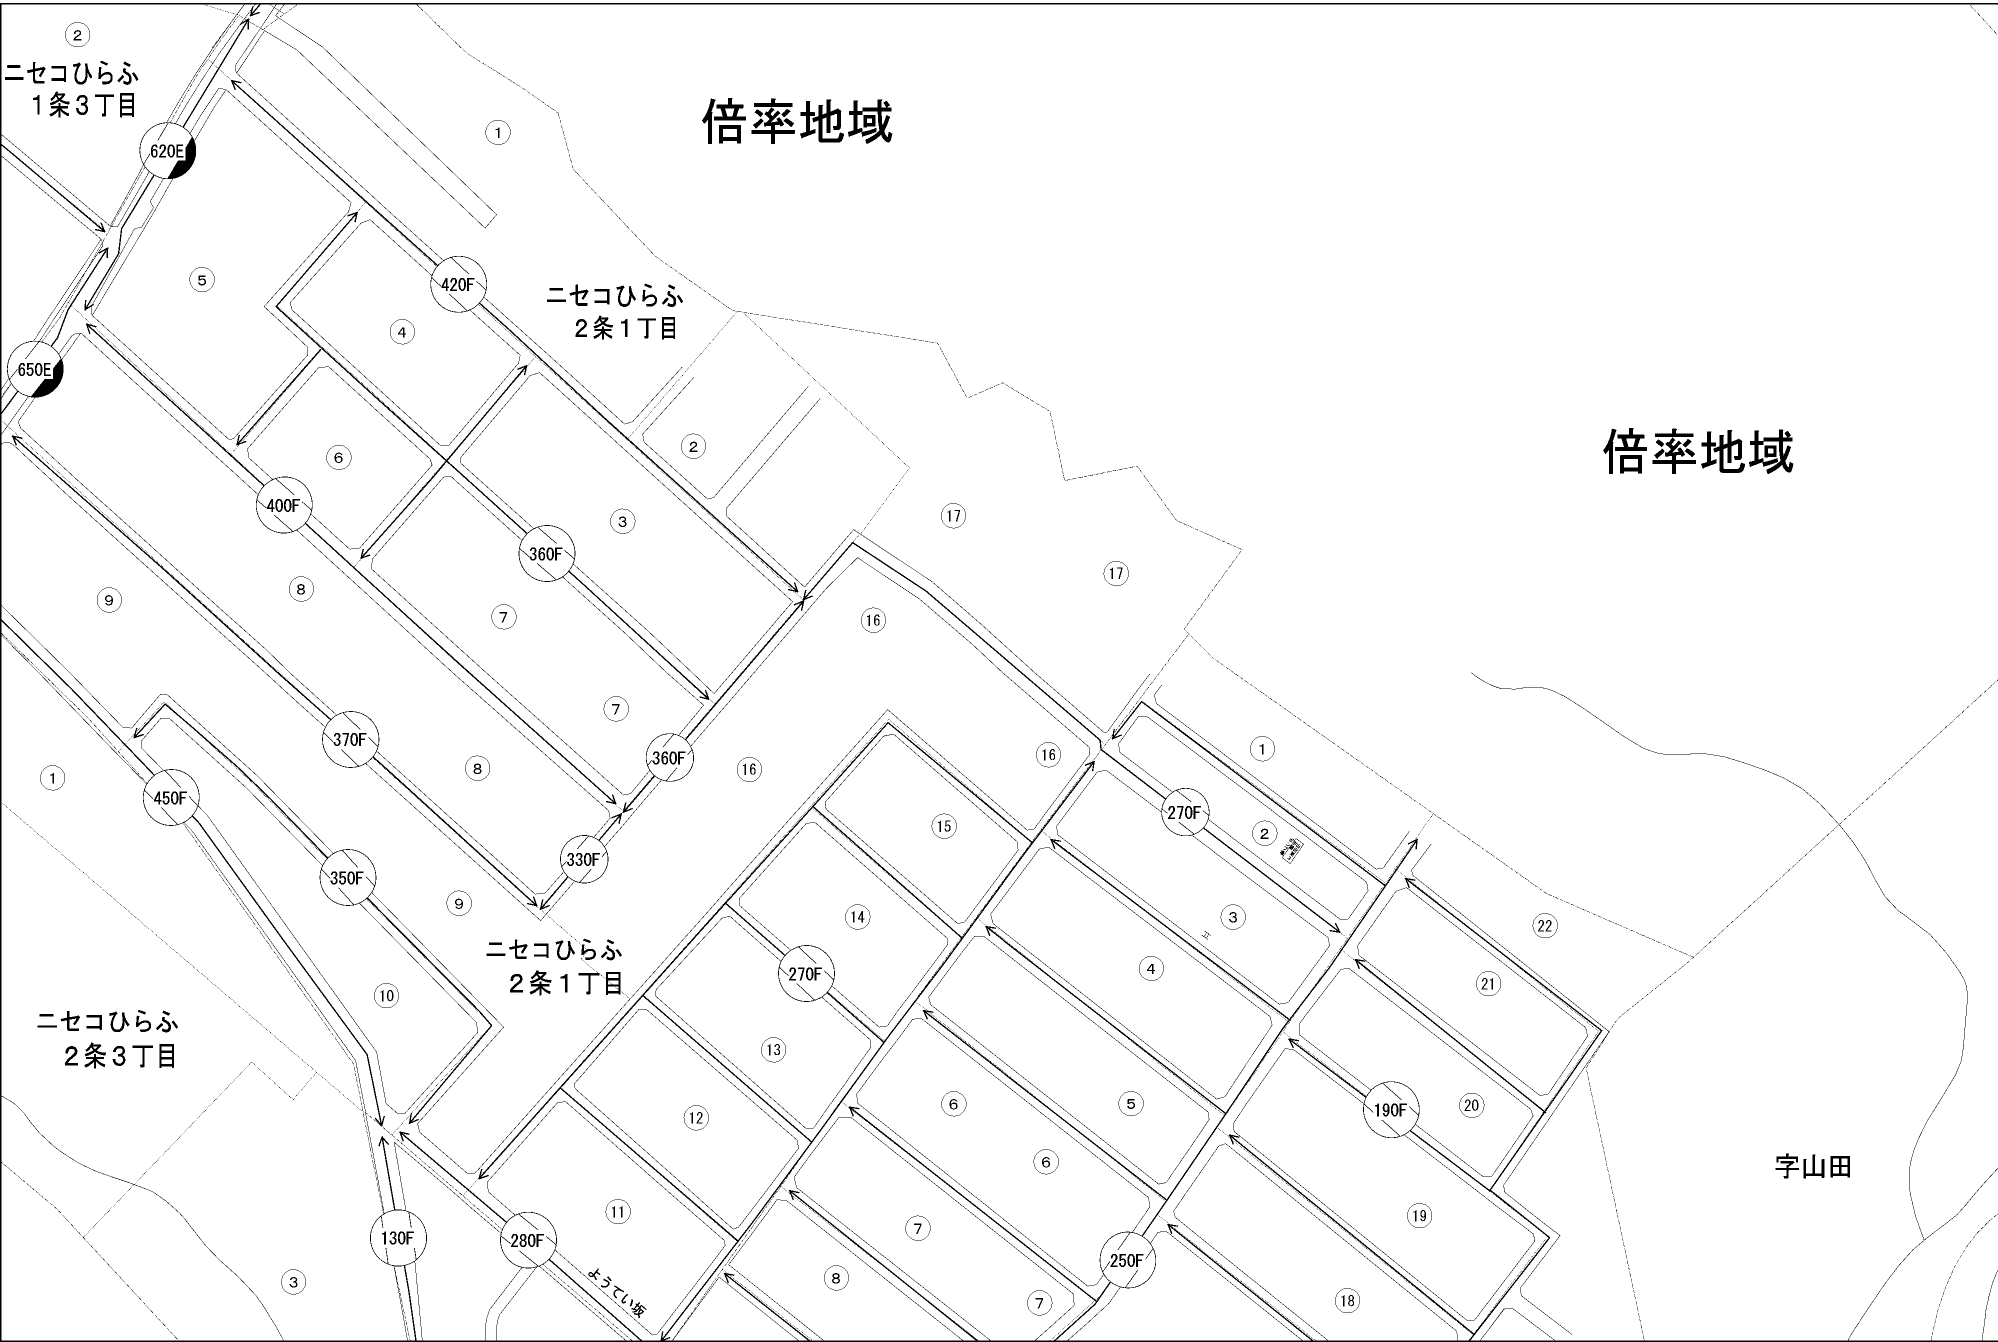 ②
ニセコひらふ
1条3丁目
①
倍率地域
620E
⑤
420F
ニセコひらふ
2条1丁目
④
650E
②
倍率地域
⑥
400F
③
⑰
360F
⑰
⑧
⑨
⑦
⑯
⑦
370F
360F
⑯
①
⑧
⑯
①
450F
270F
⑮
②
330F
350F
⑨
⑭
③
㉒
ニセコひらふ
2条1丁目
④
270F
㉑
⑩
ニセコひらふ
2条3丁目
⑬
⑥
⑤
190F
⑳
⑫
⑥
字山田
⑪
⑦
⑲
130F
280F
250F
③
ようてい坂
⑧
⑦
⑱